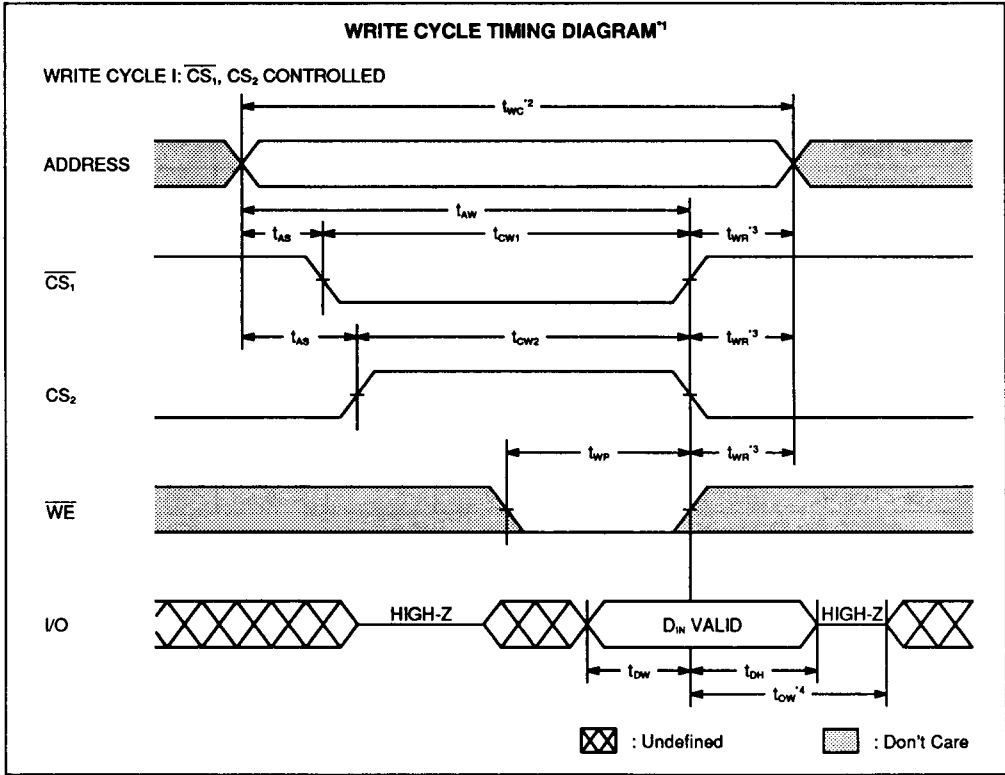 WRITE CYCLE TIMING DIAGRAM*1
WRITE CYCLE I: CS1, CS2 CONTROLLED
tWC*2
ADDRESS
tAW
tAS
tCW1
tWR*3
CS1
tAS
tCW2
tWR*3
CS2
tWP
tWR*3
WE
I/O
HIGH-Z
DIN VALID
HIGH-Z
tDW
tDH
tOW*4
: Undefined
: Don't Care